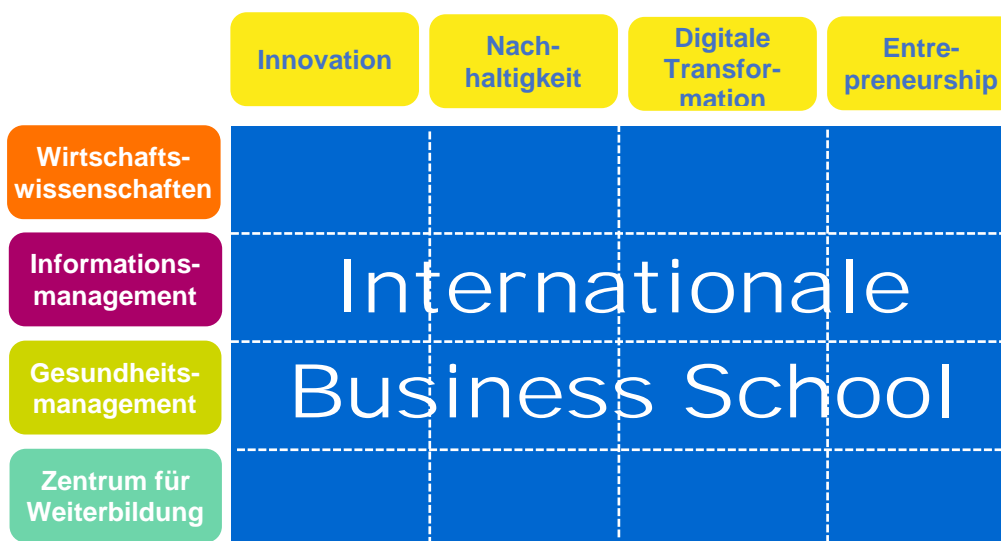 Innovation
Nach-
haltigkeit
Digitale
Transfor-
mation
Entre-
preneurship
Wirtschafts-
wissenschaften
Informations-
management
Internationale
Gesundheits-
management
Business School
Zentrum für
Weiterbildung